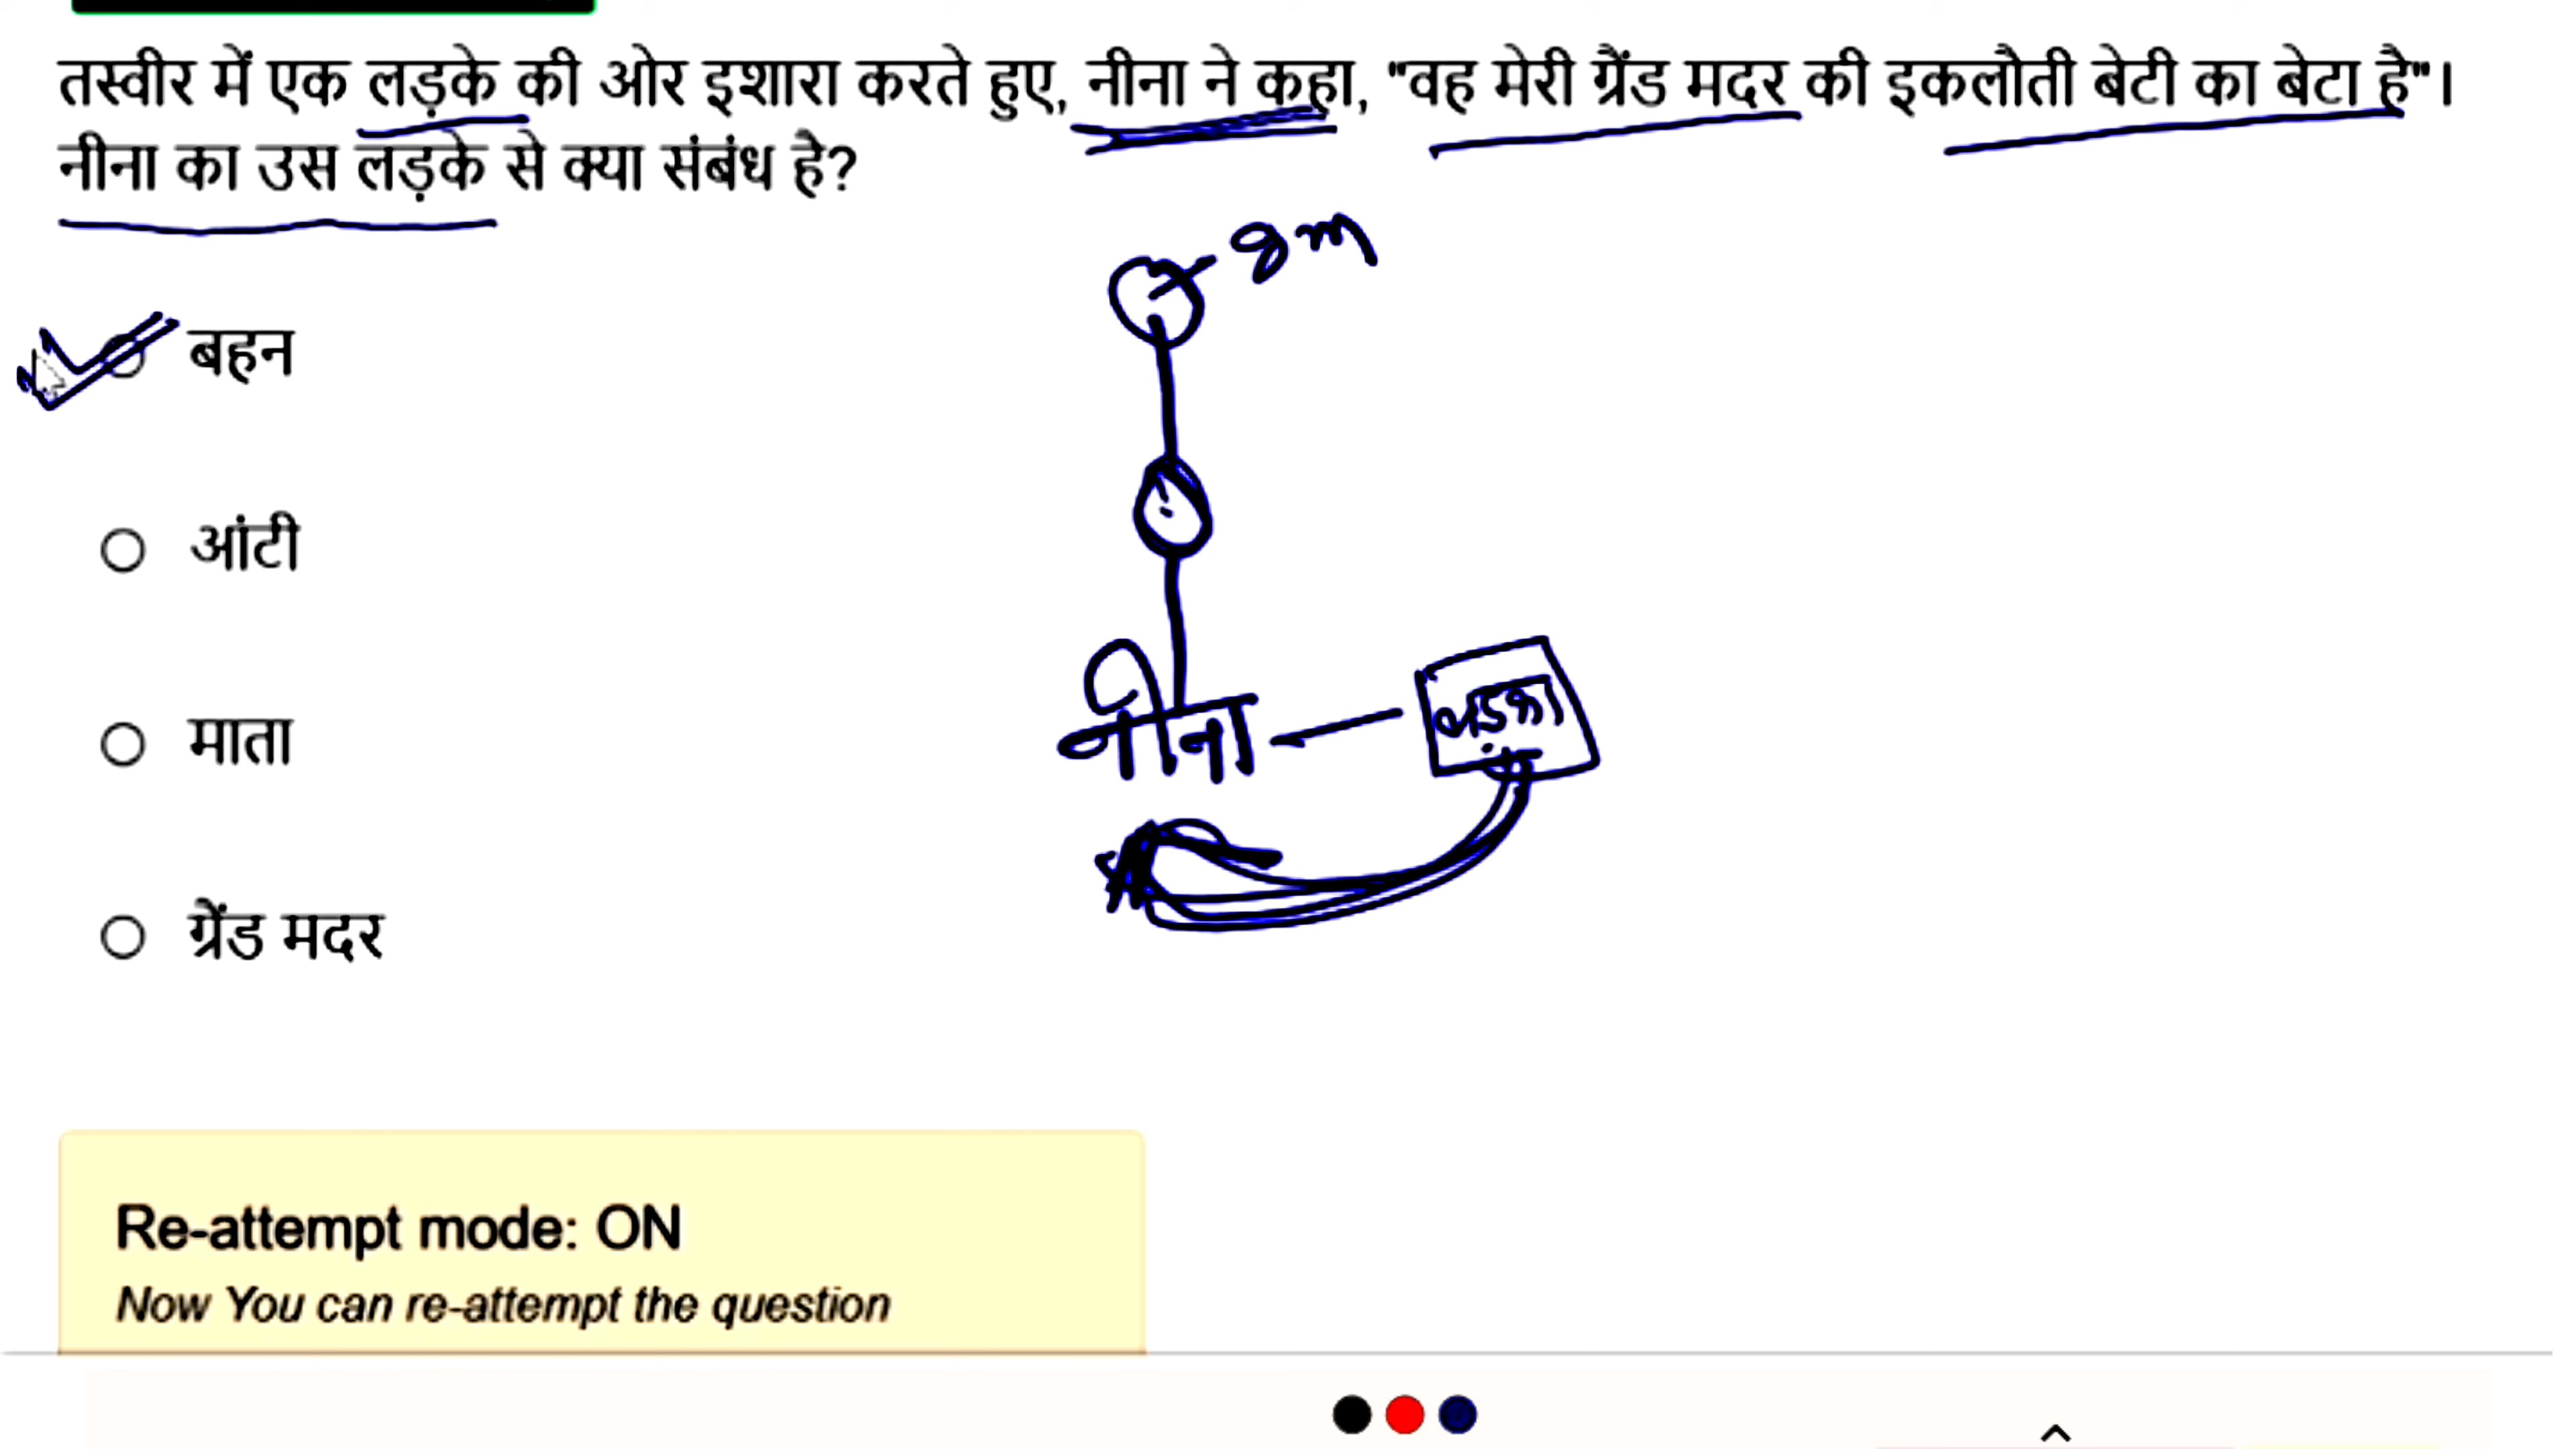 तस्वीर में एक लड़के की ओर इशारा करते हुए, नीना ने कहा, "वह मेरी ग्रैंड मदर की इकलौती बेटी का बेटा है"।
नीना का उस लड़के से क्या संबंध है?
gm
बहन
आंटी
नीना
लड़का
माता
ग्रैंड मदर
Re-attempt mode: ON
Now You can re-attempt the question